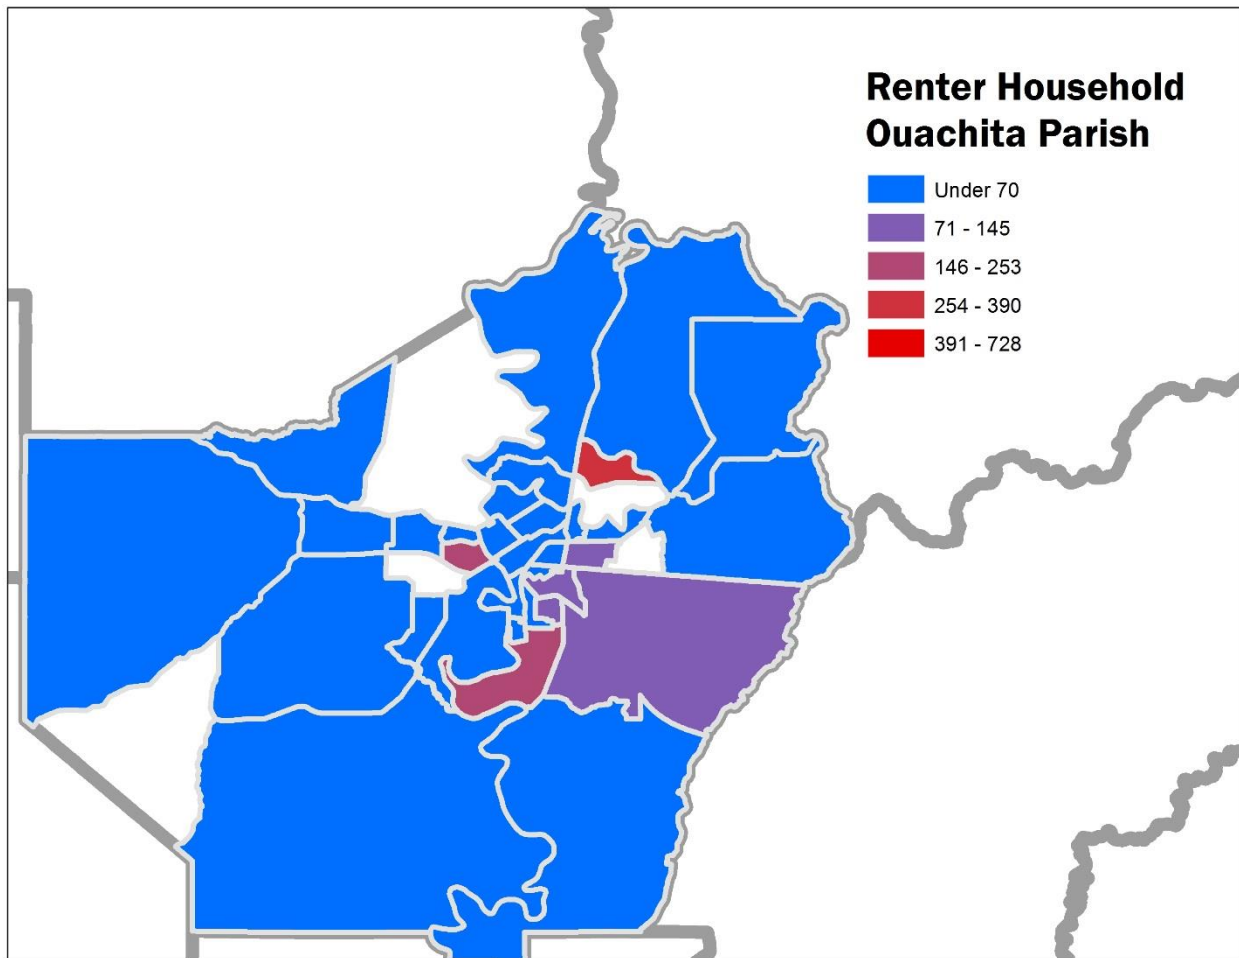 Renter Household
Ouachita Parish
Under 70
71 - 145
146 - 253
254 - 390
391 - 728